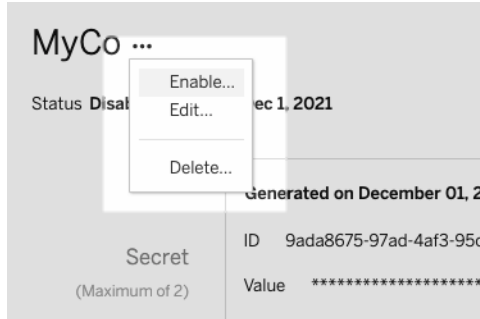 MyCo ...
Enable...
Status Disab ec 1, 2021
Edit...
Delete...
Generated on December 01, 2
Secret
ID 9ada8675-97ad-4af3-95c
(Maximum of 2)
Value *********************